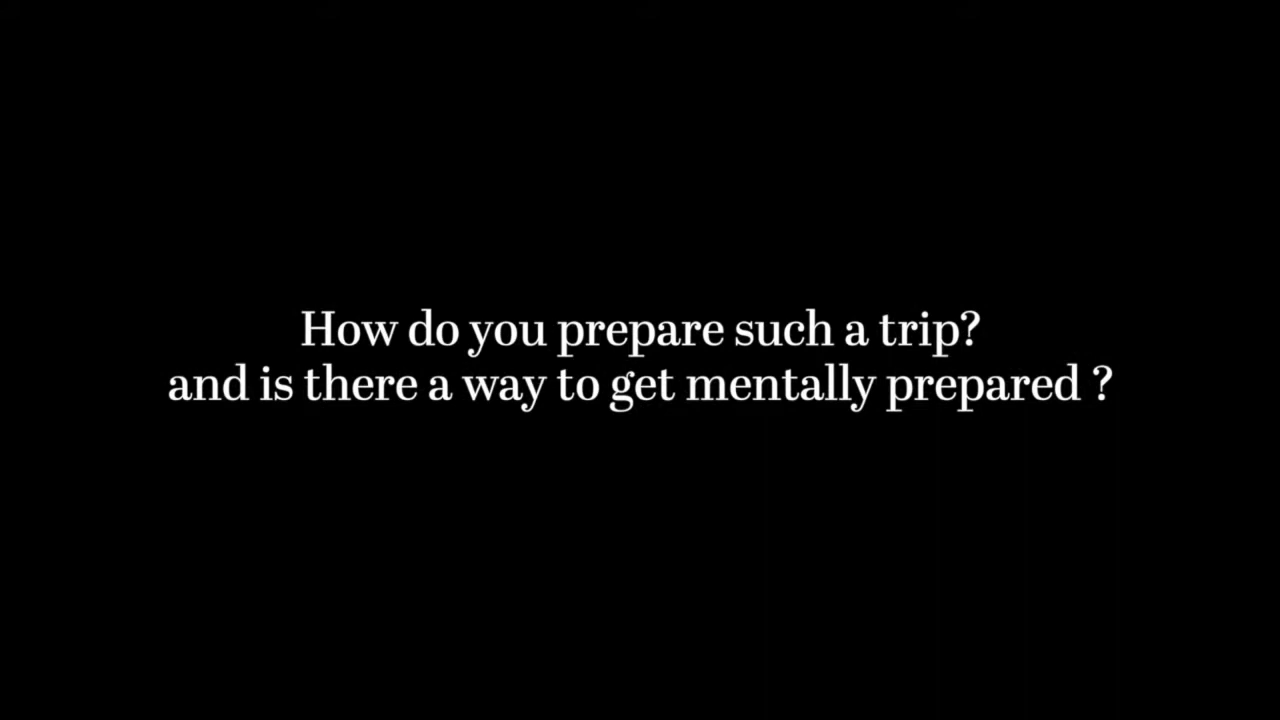 How do you prepare such a trip?
and is there a way to get mentally prepared ?